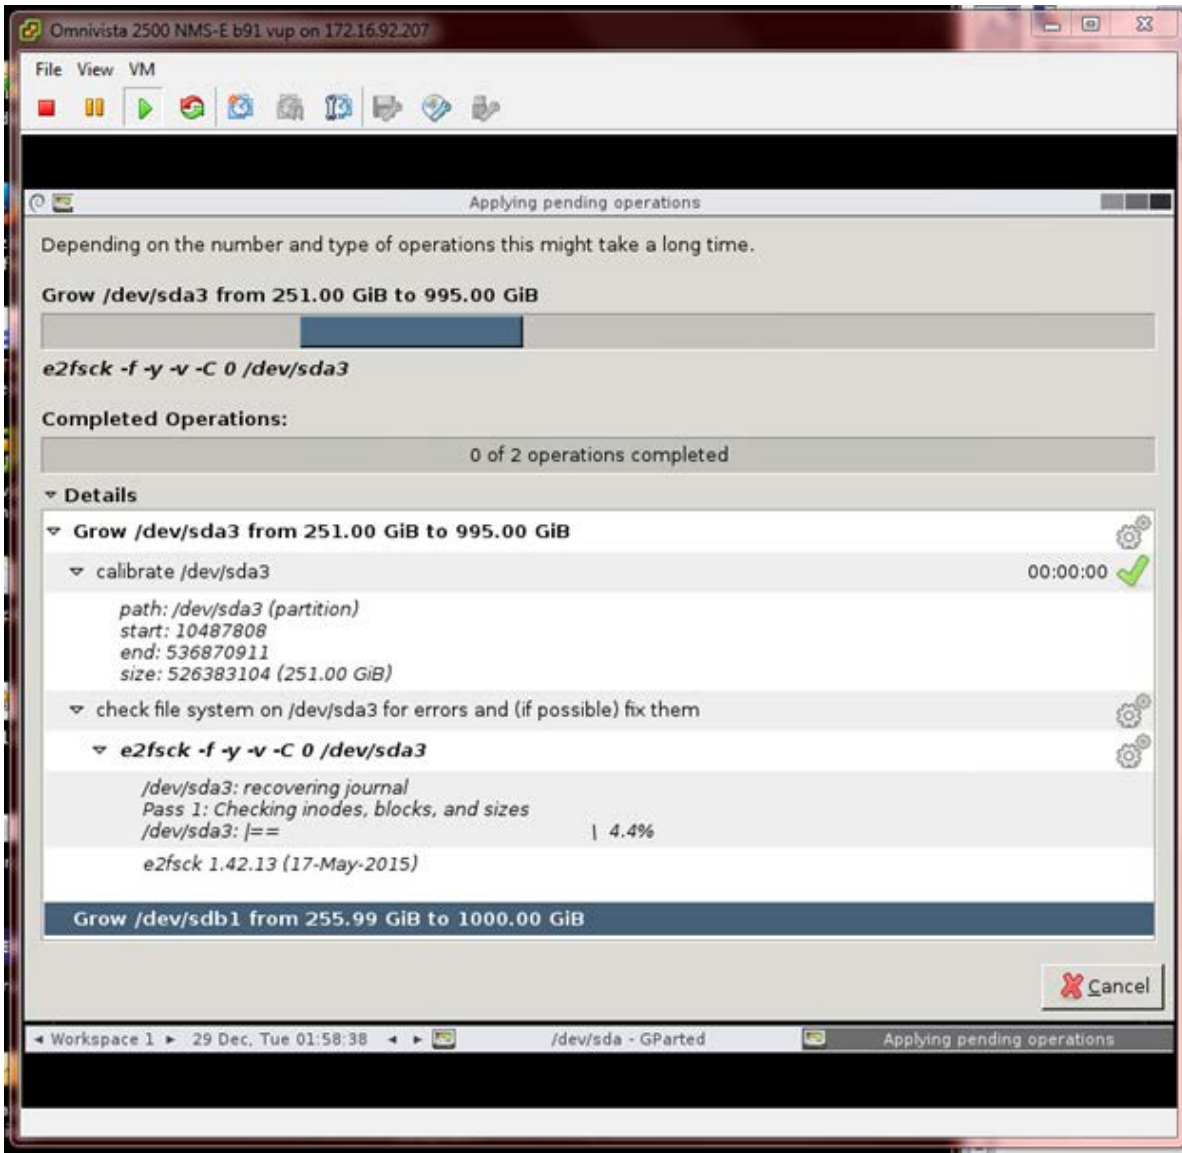 Omnivista 2500 NMS-E b91 vup on 172.16.92.207
File View VM
Applying pending operations
Depending on the number and type of operations this might take a long time.
Grow /dev/sda3 from 251.00 GiB to 995.00 GiB
e2fsck -f -y -v -C 0 /dev/sda3
Completed Operations:
0 of 2 operations completed
Details
Grow /dev/sda3 from 251.00 GiB to 995.00 GiB
calibrate /dev/sda3 00:00:00
path: /dev/sda3 (partition)
start: 10487808
end: 536870911
size: 526383104 (251.00 GiB)
check file system on /dev/sda3 for errors and (if possible) fix them
e2fsck -f -y -v -C 0 /dev/sda3
/dev/sda3: recovering journal
Pass 1: Checking inodes, blocks, and sizes
/dev/sda3: |== \ 4.4%
e2fsck 1.42.13 (17-May-2015)
Grow /dev/sdb1 from 255.99 GiB to 1000.00 GiB
Cancel
Workspace 1 29 Dec, Tue 01:58:38 /dev/sda - GParted Applying pending operations